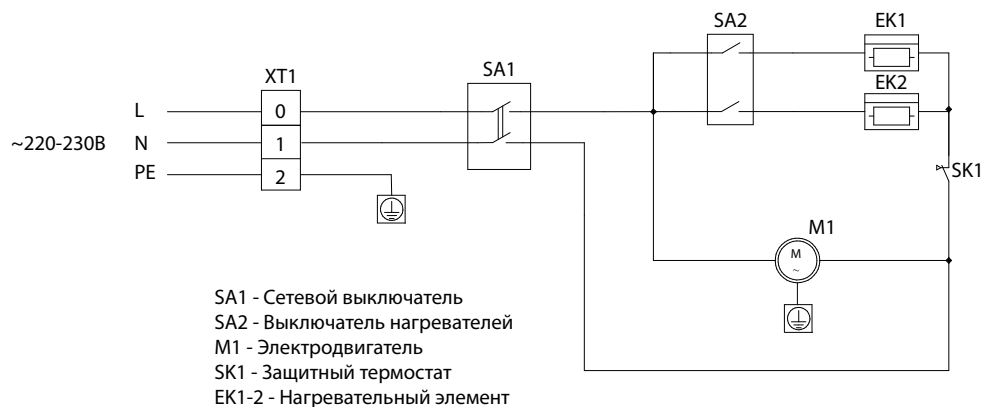 SA2
EK1
XT1
SA1
EK2
L
0
~220-230В
N
1
PE
2
SK1
M1
M
~
SA1 - Сетевой выключатель
SA2 - Выключатель нагревателей
M1 - Электродвигатель
SK1 - Защитный термостат
EK1-2 - Нагревательный элемент